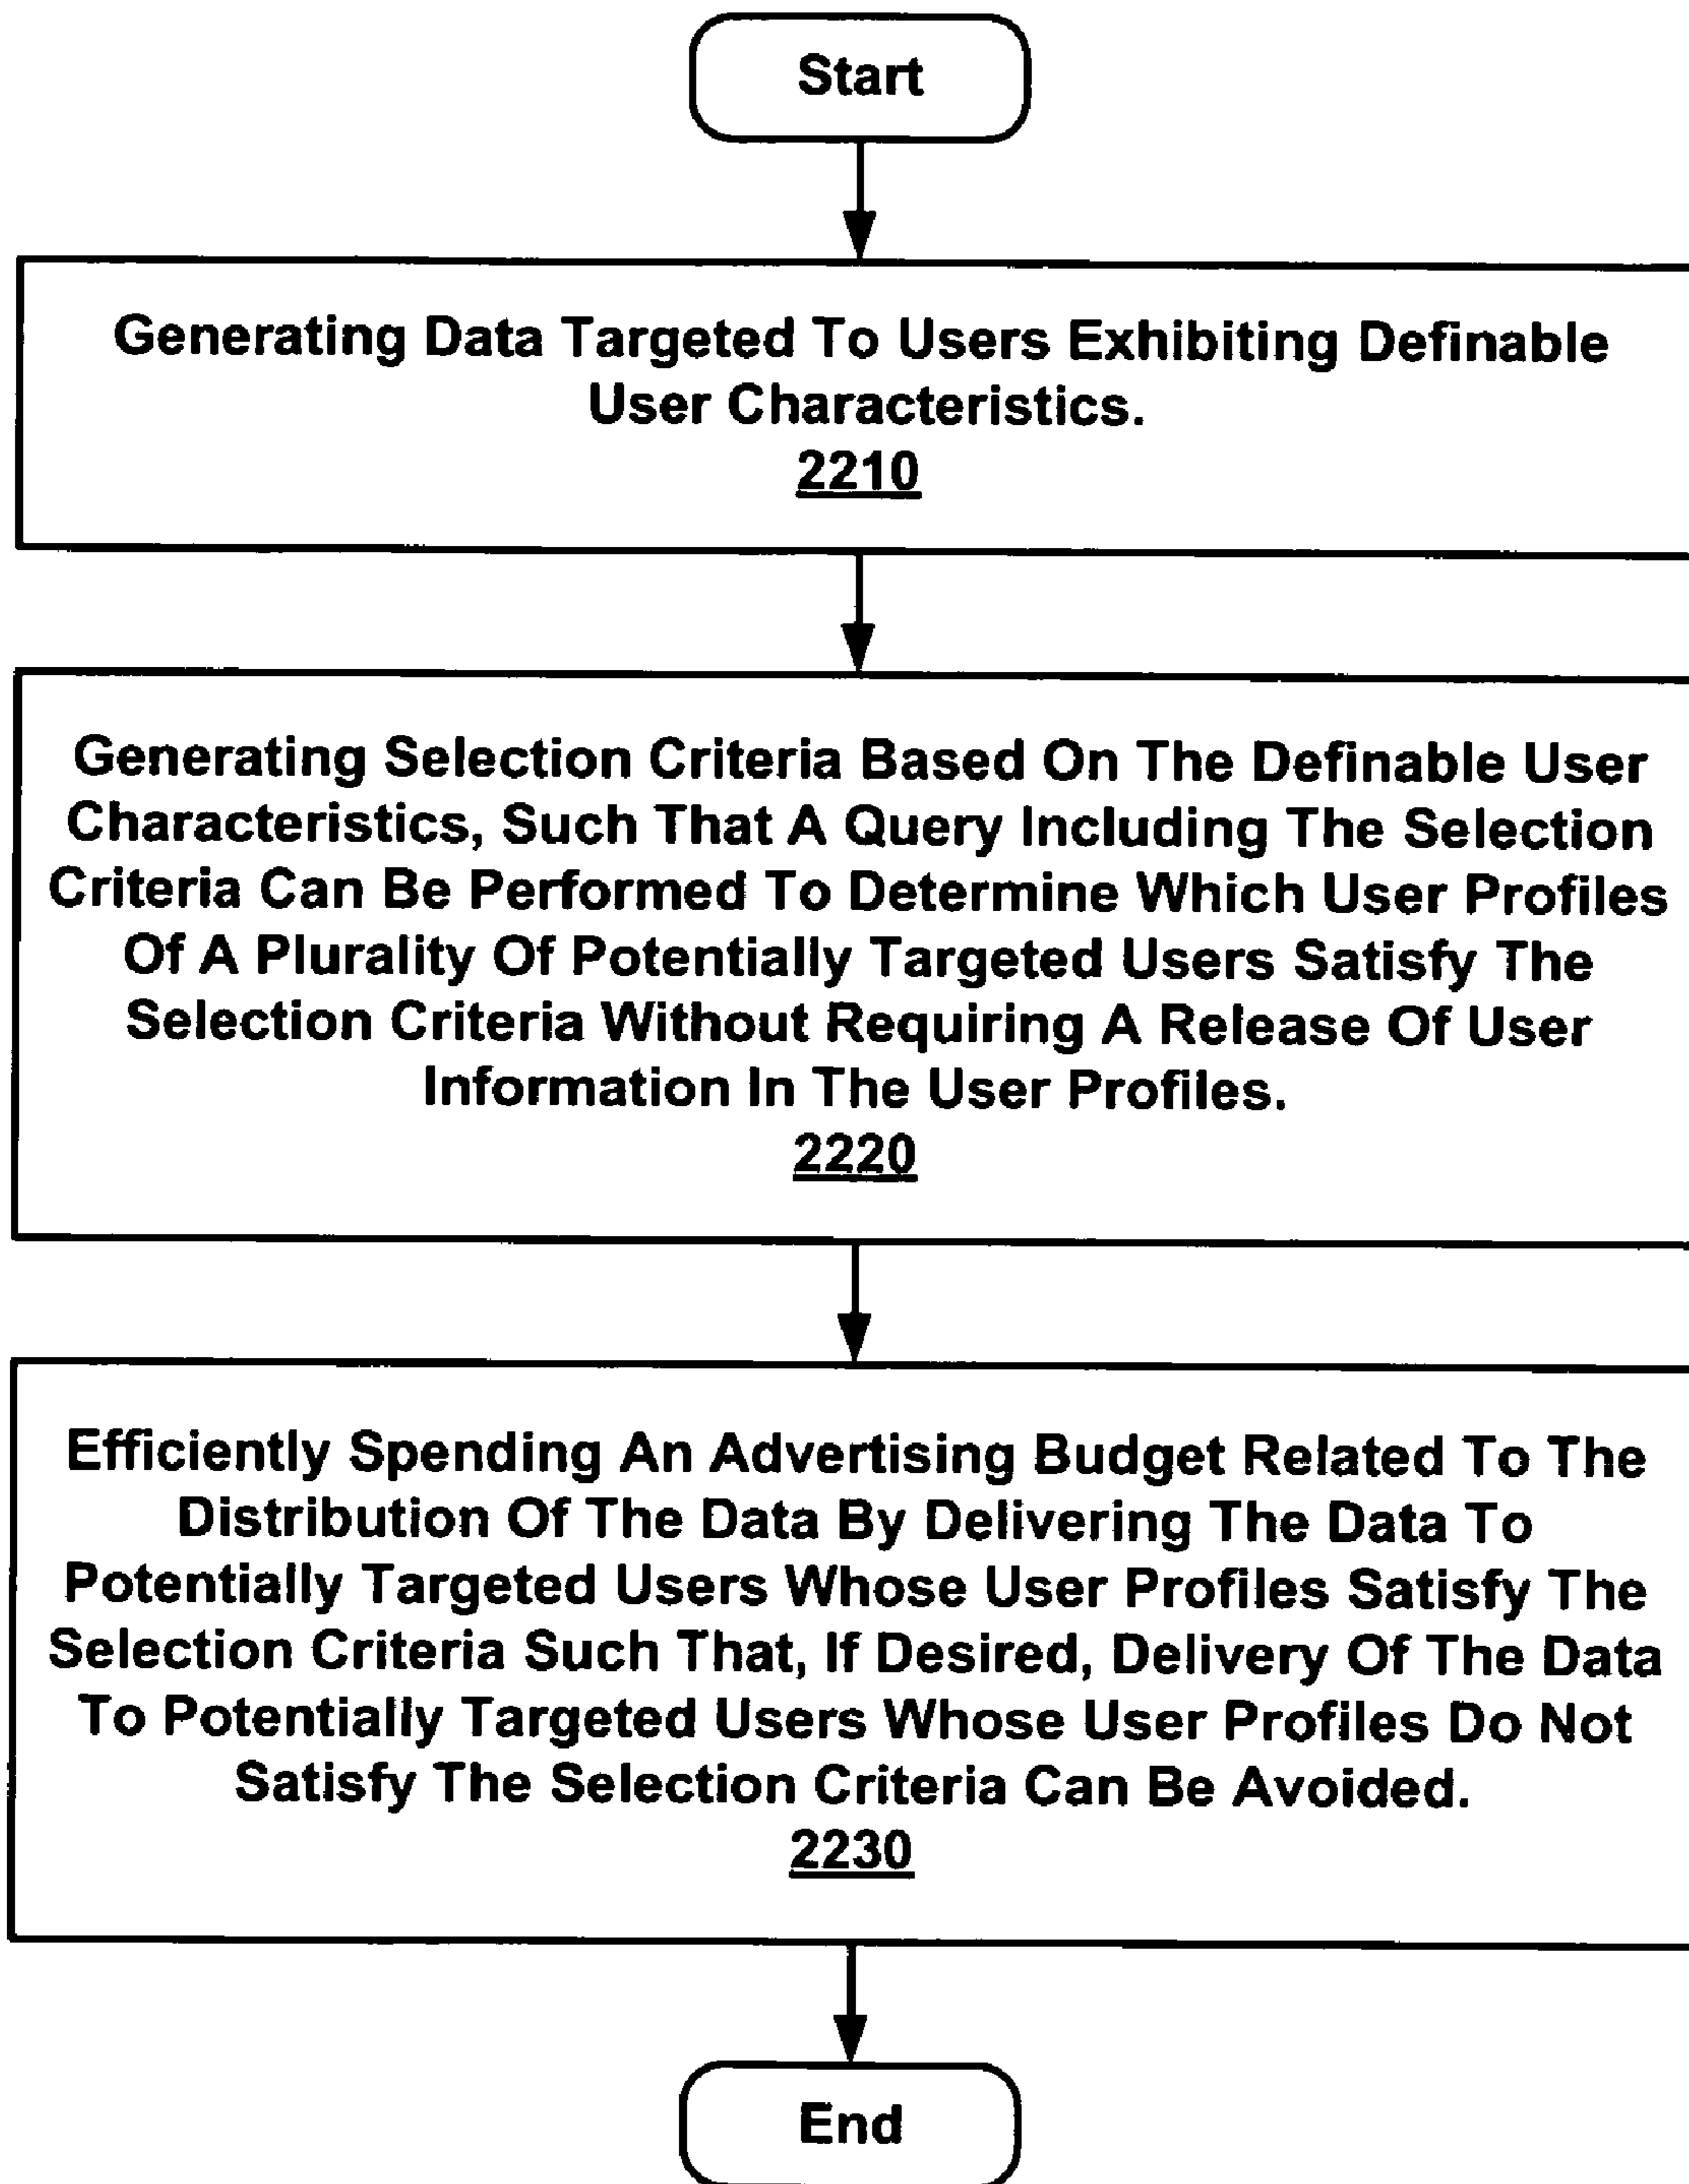 Start
Generating Data Targeted To Users Exhibiting Definable
User Characteristics.
2210
Generating Selection Criteria Based On The Definable User
Characteristics, Such That A Query Including The Selection
Criteria Can Be Performed To Determine Which User Profiles
Of A Plurality Of Potentially Targeted Users Satisfy The
Selection Criteria Without Requiring A Release Of User
Information In The User Profiles.
2220
Efficiently Spending An Advertising Budget Related To The
Distribution Of The Data By Delivering The Data To
Potentially Targeted Users Whose User Profiles Satisfy The
Selection Criteria Such That, If Desired, Delivery Of The Data
To Potentially Targeted Users Whose User Profiles Do Not
Satisfy The Selection Criteria Can Be Avoided.
2230
End